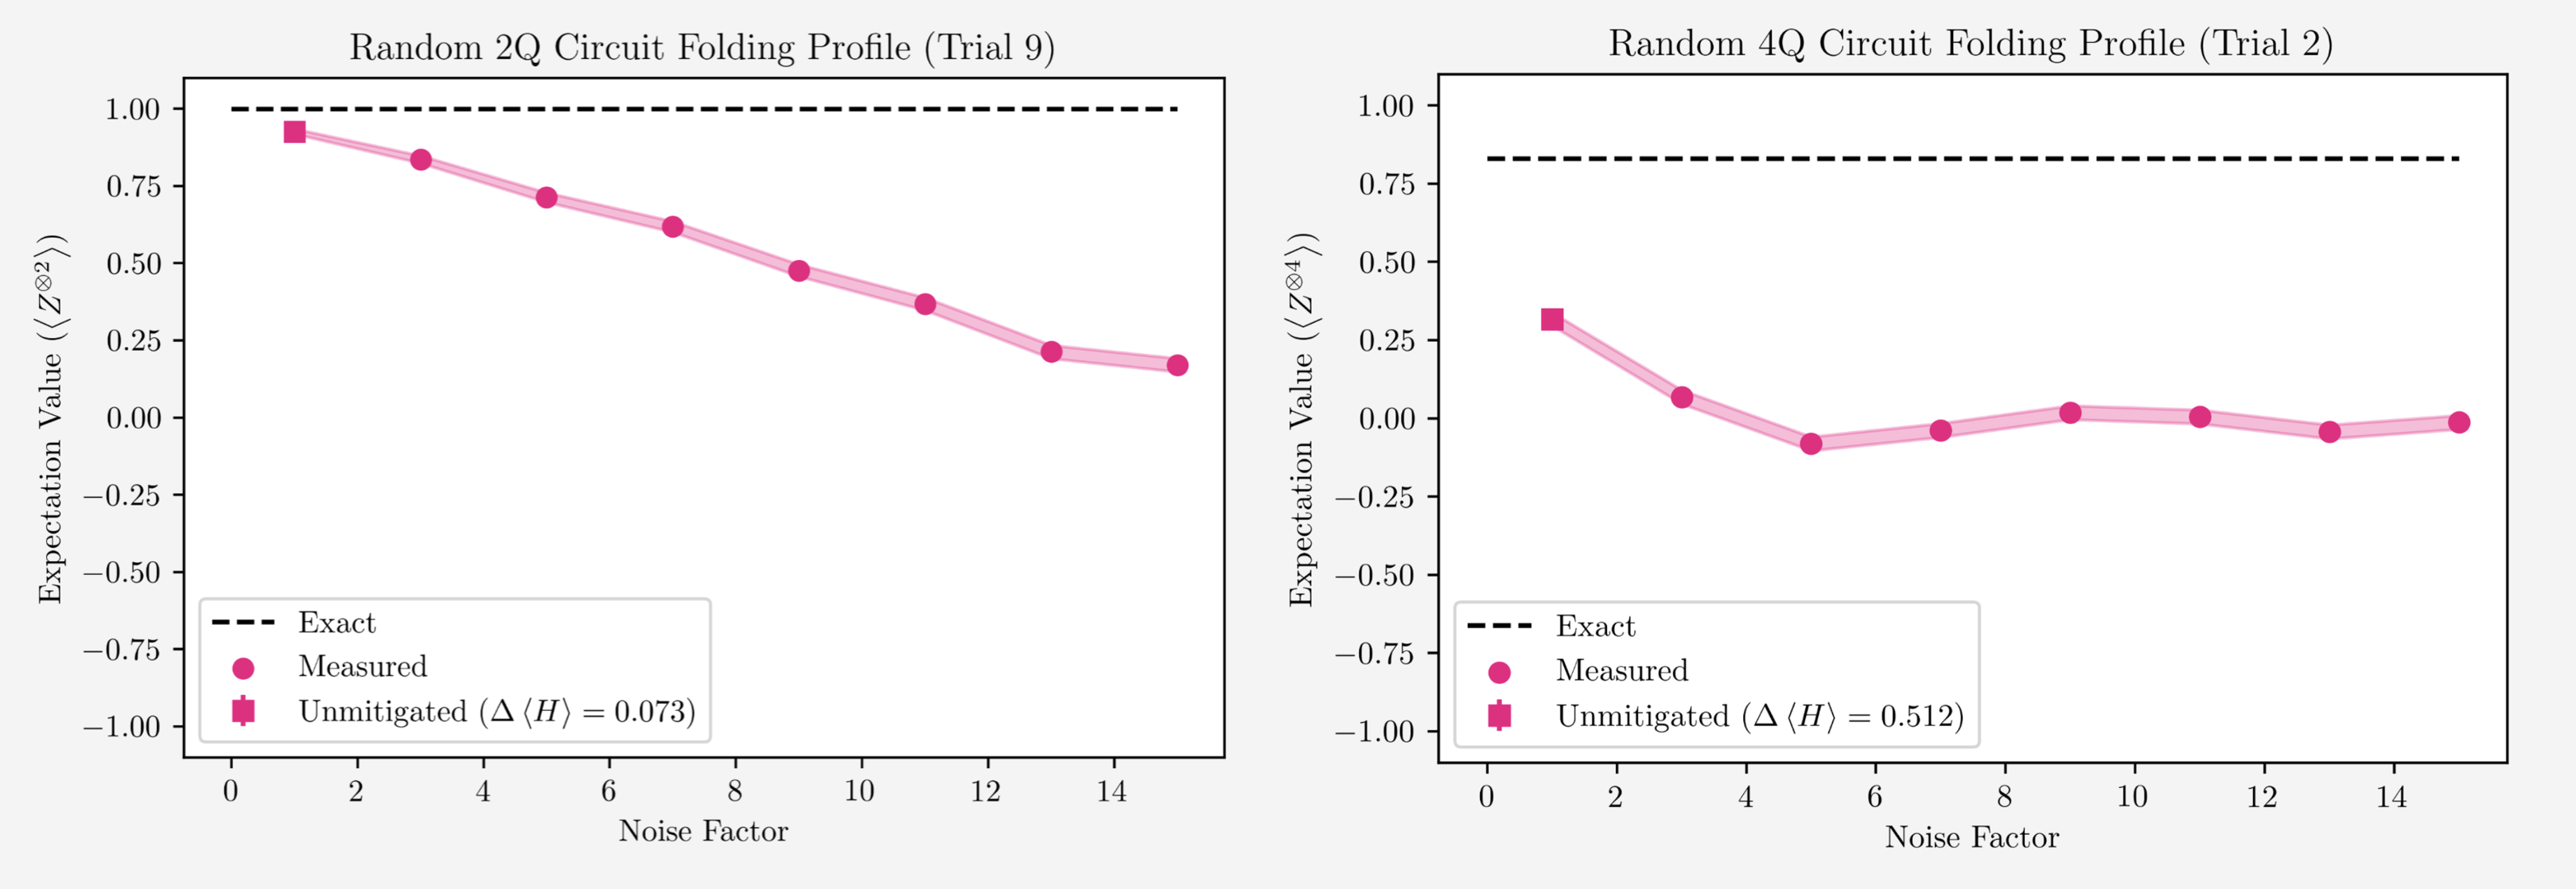 Random 2Q Circuit Folding Profile (Trial 9)
Expectation Value (⟨Z⊗2⟩)
1.00
0.75
0.50
0.25
0.00
−0.25
−0.50
−0.75
−1.00
Exact
Measured
Unmitigated (Δ ⟨H⟩ = 0.073)
0 2 4 6 8 10 12 14
Noise Factor
Random 4Q Circuit Folding Profile (Trial 2)
Expectation Value (⟨Z⊗4⟩)
1.00
0.75
0.50
0.25
0.00
−0.25
−0.50
−0.75
−1.00
Exact
Measured
Unmitigated (Δ ⟨H⟩ = 0.512)
0 2 4 6 8 10 12 14
Noise Factor